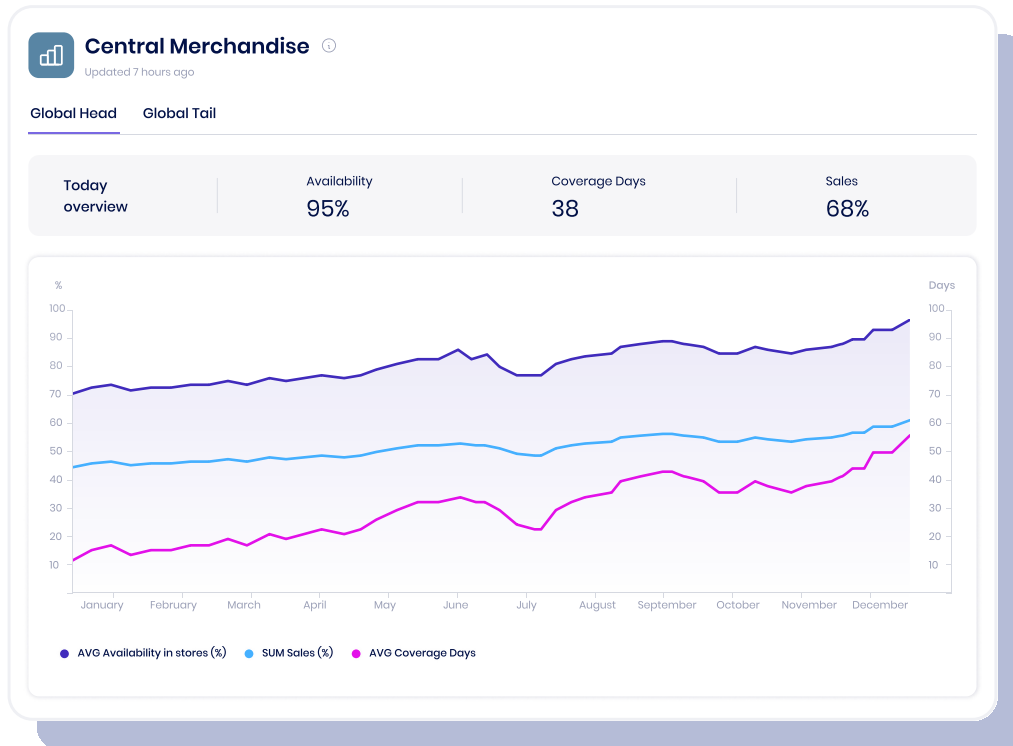 Central Merchandise
Updated 7 hours ago
Global Head Global Tail
Today overview
Availability
95%
Coverage Days
38
Sales
68%
%
100
90
80
70
60
50
40
30
20
10
Days
100
90
80
70
60
50
40
30
20
10
January February March April May June July August September October November December
AVG Availability in stores (%) SUM Sales (%) AVG Coverage Days